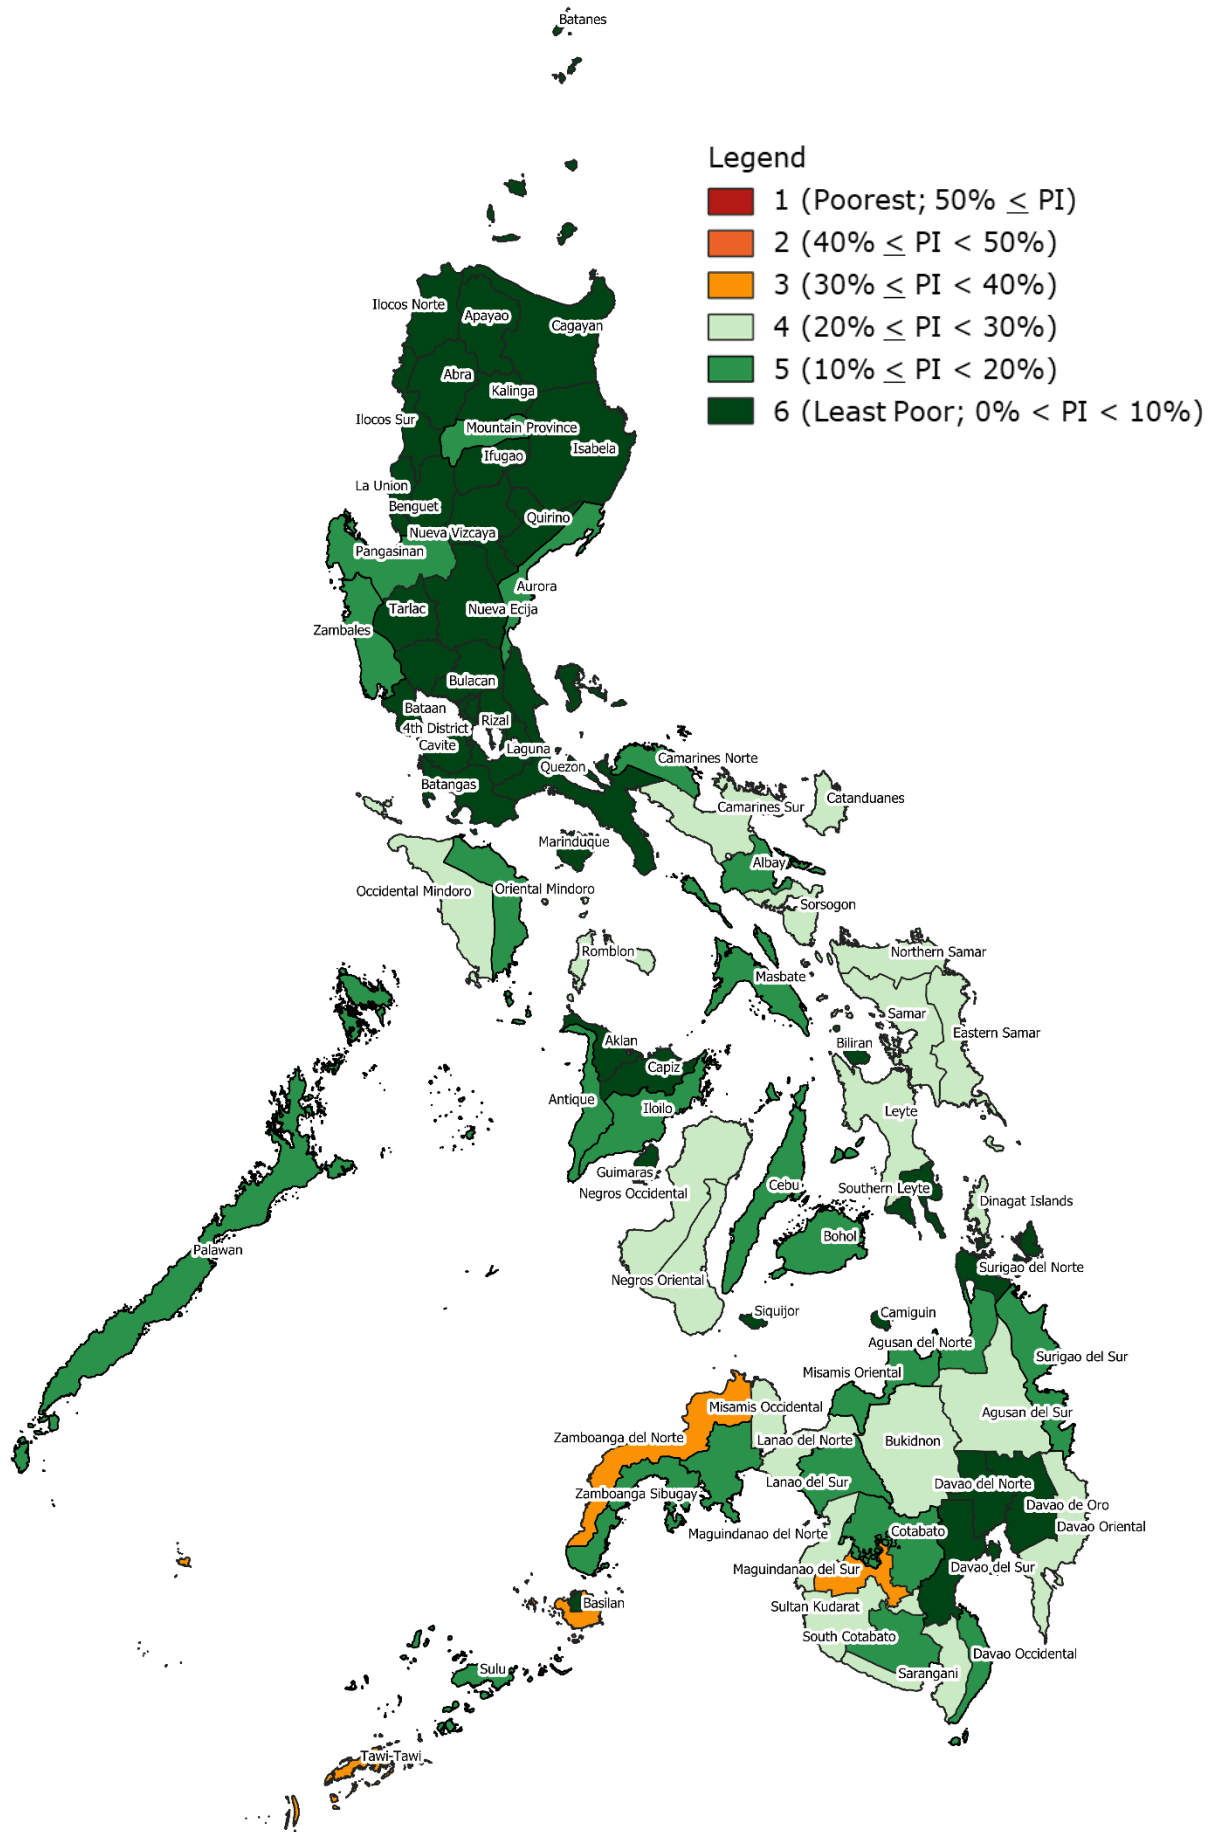 Batanes
Legend
1 (Poorest; 50% ≤ PI)
2 (40% ≤ PI < 50%)
3 (30% ≤ PI < 40%)
4 (20% ≤ PI < 30%)
5 (10% ≤ PI < 20%)
6 (Least Poor; 0% < PI < 10%)
Ilocos Norte
Apayao
Cagayan
Abra
Kalinga
Ilocos Sur
Mountain Province
Isabela
Ifugao
La Union
Benguet
Quirino
Nueva Vizcaya
Pangasinan
Aurora
Tarlac
Nueva Ecija
Zambales
Bulacan
Bataan
Rizal
4th District
Cavite
Laguna
Camarines Norte
Quezon
Batangas
Catanduanes
Camarines Sur
Marinduque
Albay
Occidental Mindoro
Oriental Mindoro
Sorsogon
Romblon
Northern Samar
Masbate
Samar
Eastern Samar
Aklan
Biliran
Capiz
Antique
Iloilo
Leyte
Guimaras
Cebu
Southern Leyte
Negros Occidental
Dinagat Islands
Bohol
Palawan
Surigao del Norte
Negros Oriental
Siquijor
Camiguin
Agusan del Norte
Surigao del Sur
Misamis Oriental
Misamis Occidental
Agusan del Sur
Zamboanga del Norte
Lanao del Norte
Bukidnon
Lanao del Sur
Davao del Norte
Zamboanga Sibugay
Davao de Oro
Maguindanao del Norte
Cotabato
Davao Oriental
Maguindanao del Sur
Davao del Sur
Basilan
Sultan Kudarat
South Cotabato
Davao Occidental
Sulu
Sarangani
Tawi-Tawi